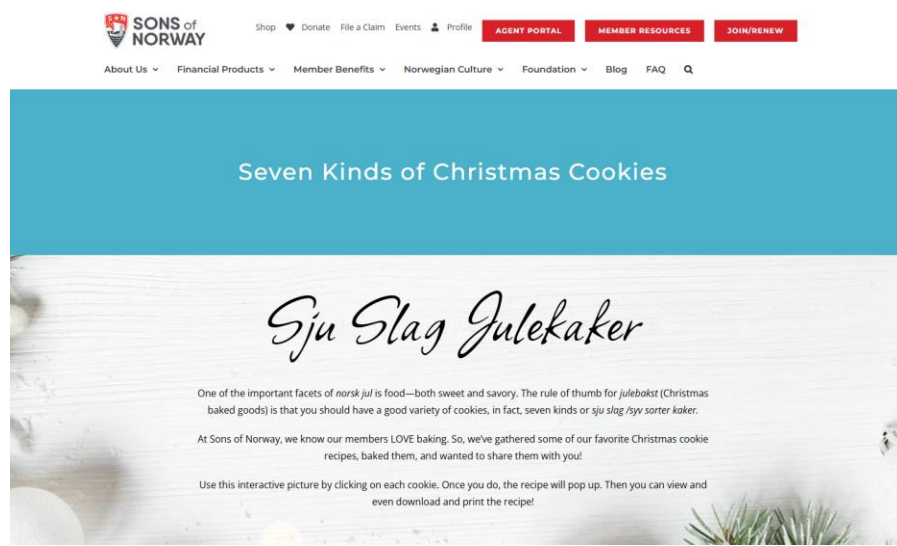 SONS of
NORWAY
Shop Donate File a Claim Events Profile AGENT PORTAL MEMBER RESOURCES JOIN/RENEW
About Us Financial Products Member Benefits Norwegian Culture Foundation Blog FAQ
Seven Kinds of Christmas Cookies
Sju Slag Julekaker
One of the important facets of norsk jul is food—both sweet and savory. The rule of thumb for julebakst (Christmas
baked goods) is that you should have a good variety of cookies, in fact, seven kinds or sju slag /syv sorter kaker.
At Sons of Norway, we know our members LOVE baking. So, we've gathered some of our favorite Christmas cookie
recipes, baked them, and wanted to share them with you!
Use this interactive picture by clicking on each cookie. Once you do, the recipe will pop up. Then you can view and
even download and print the recipe!